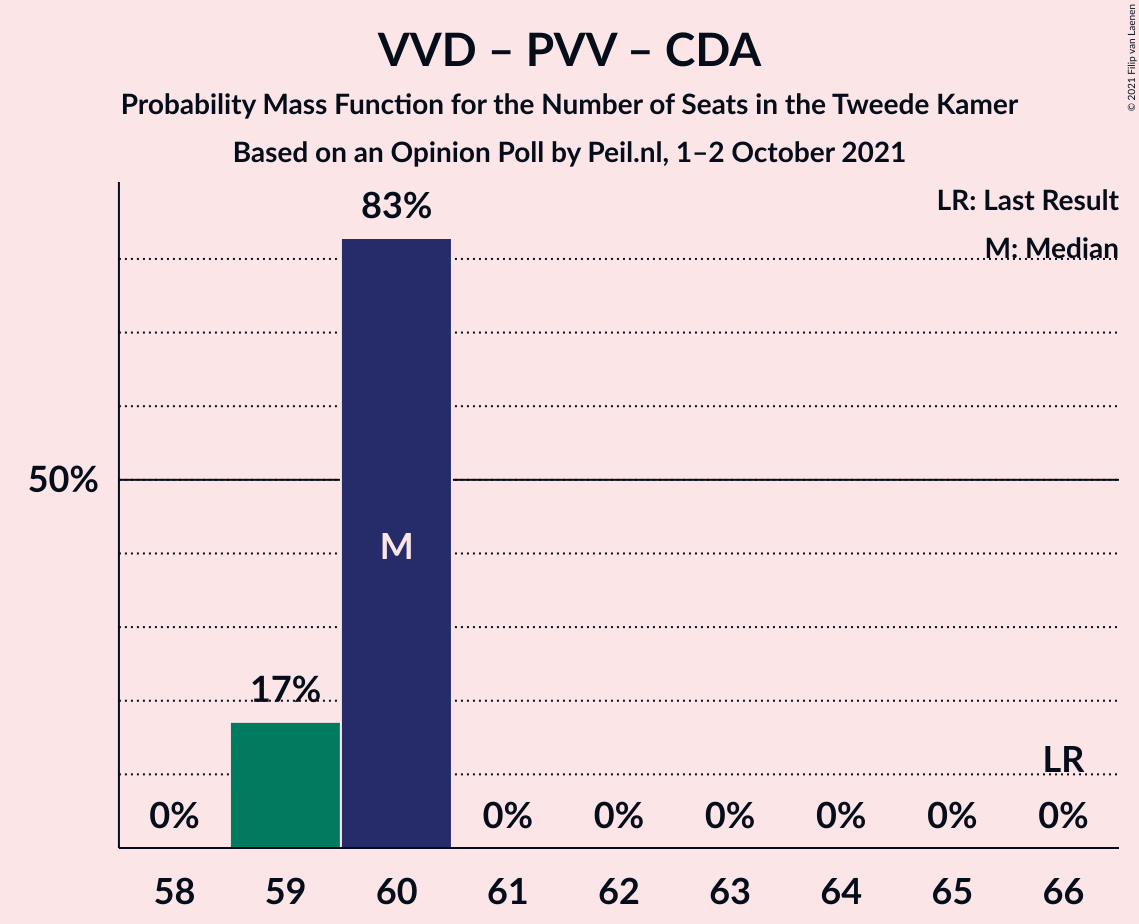 VVD – PVV – CDA
Probability Mass Function for the Number of Seats in the Tweede Kamer
Based on an Opinion Poll by Peil.nl, 1–2 October 2021
© 2021 Filip van Laenen
LR: Last Result
M: Median
83%
50%
M
17%
LR
0% 0% 0% 0% 0% 0% 0%
58 59 60 61 62 63 64 65 66